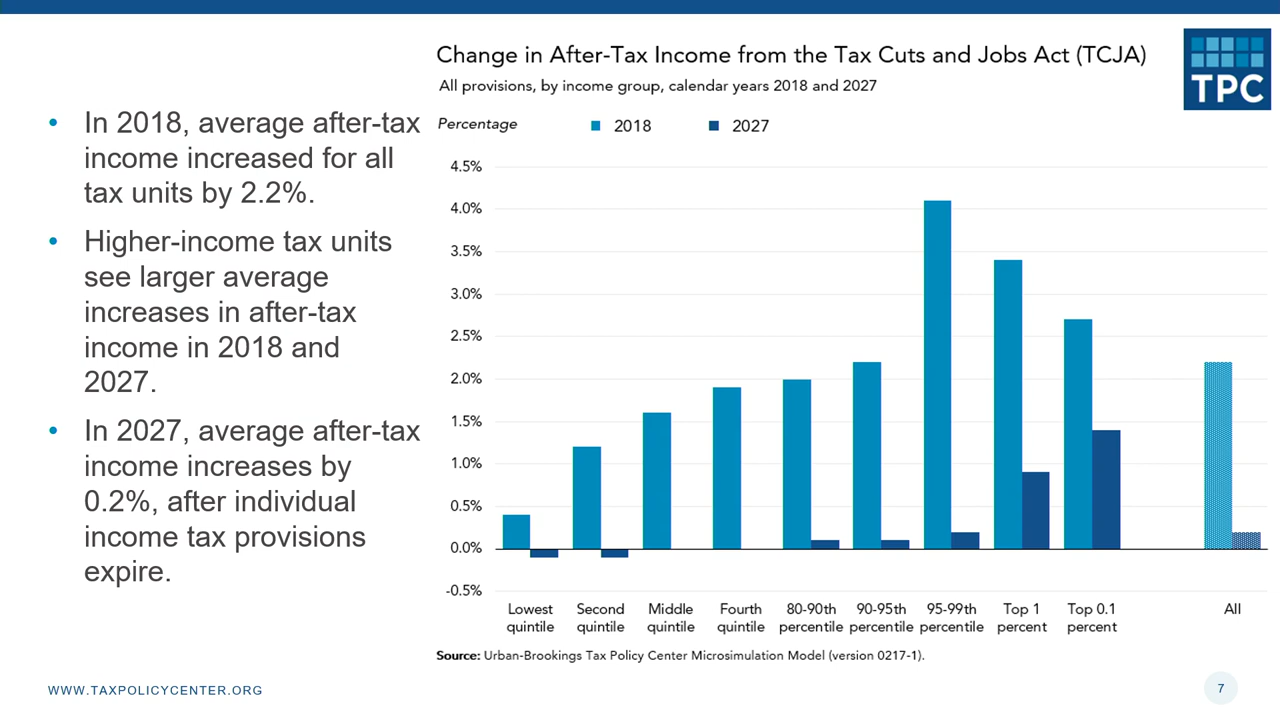 Change in After-Tax Income from the Tax Cuts and Jobs Act (TCJA)
All provisions, by income group, calendar years 2018 and 2027
TPC
• In 2018, average after-tax
income increased for all
tax units by 2.2%.
• Higher-income tax units
see larger average
increases in after-tax
income in 2018 and
2027.
• In 2027, average after-tax
income increases by
0.2%, after individual
income tax provisions
expire.
Percentage
2018
2027
4.5%
4.0%
3.5%
3.0%
2.5%
2.0%
1.5%
1.0%
0.5%
0.0%
-0.5%
Lowest
quintile
Second
quintile
Middle
quintile
Fourth
quintile
80-90th
percentile
90-95th
percentile
95-99th
percentile
Top 1
percent
Top 0.1
percent
All
Source: Urban-Brookings Tax Policy Center Microsimulation Model (version 0217-1).
WWW.TAXPOLICYCENTER.ORG
7